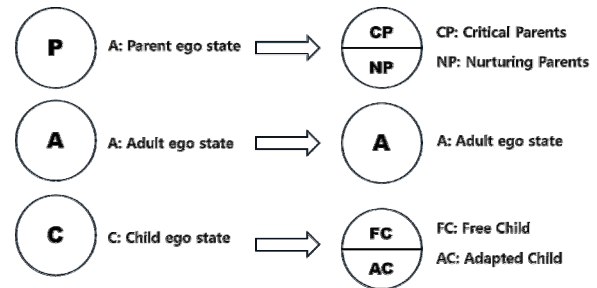 P
A: Parent ego state
CP
NP
CP: Critical Parents
NP: Nurturing Parents
A
A: Adult ego state
A
A: Adult ego state
C
C: Child ego state
FC
AC
FC: Free Child
AC: Adapted Child